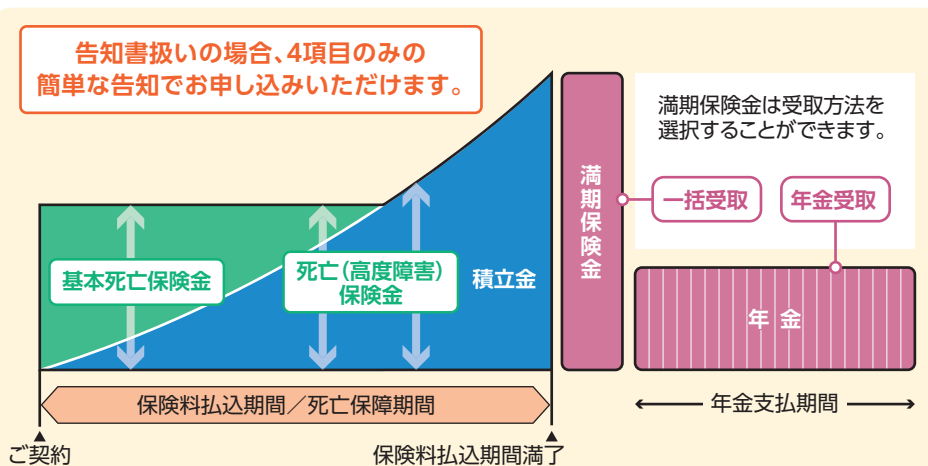 告知書扱いの場合、4項目のみの
簡単な告知でお申し込みいただけます。
満期保険金は受取方法を
選択することができます。
満期保険金
一括受取
年金受取
基本死亡保険金
死亡(高度障害)
保険金
積立金
年金
保険料払込期間／死亡保障期間
年金支払期間
ご契約
保険料払込期間満了